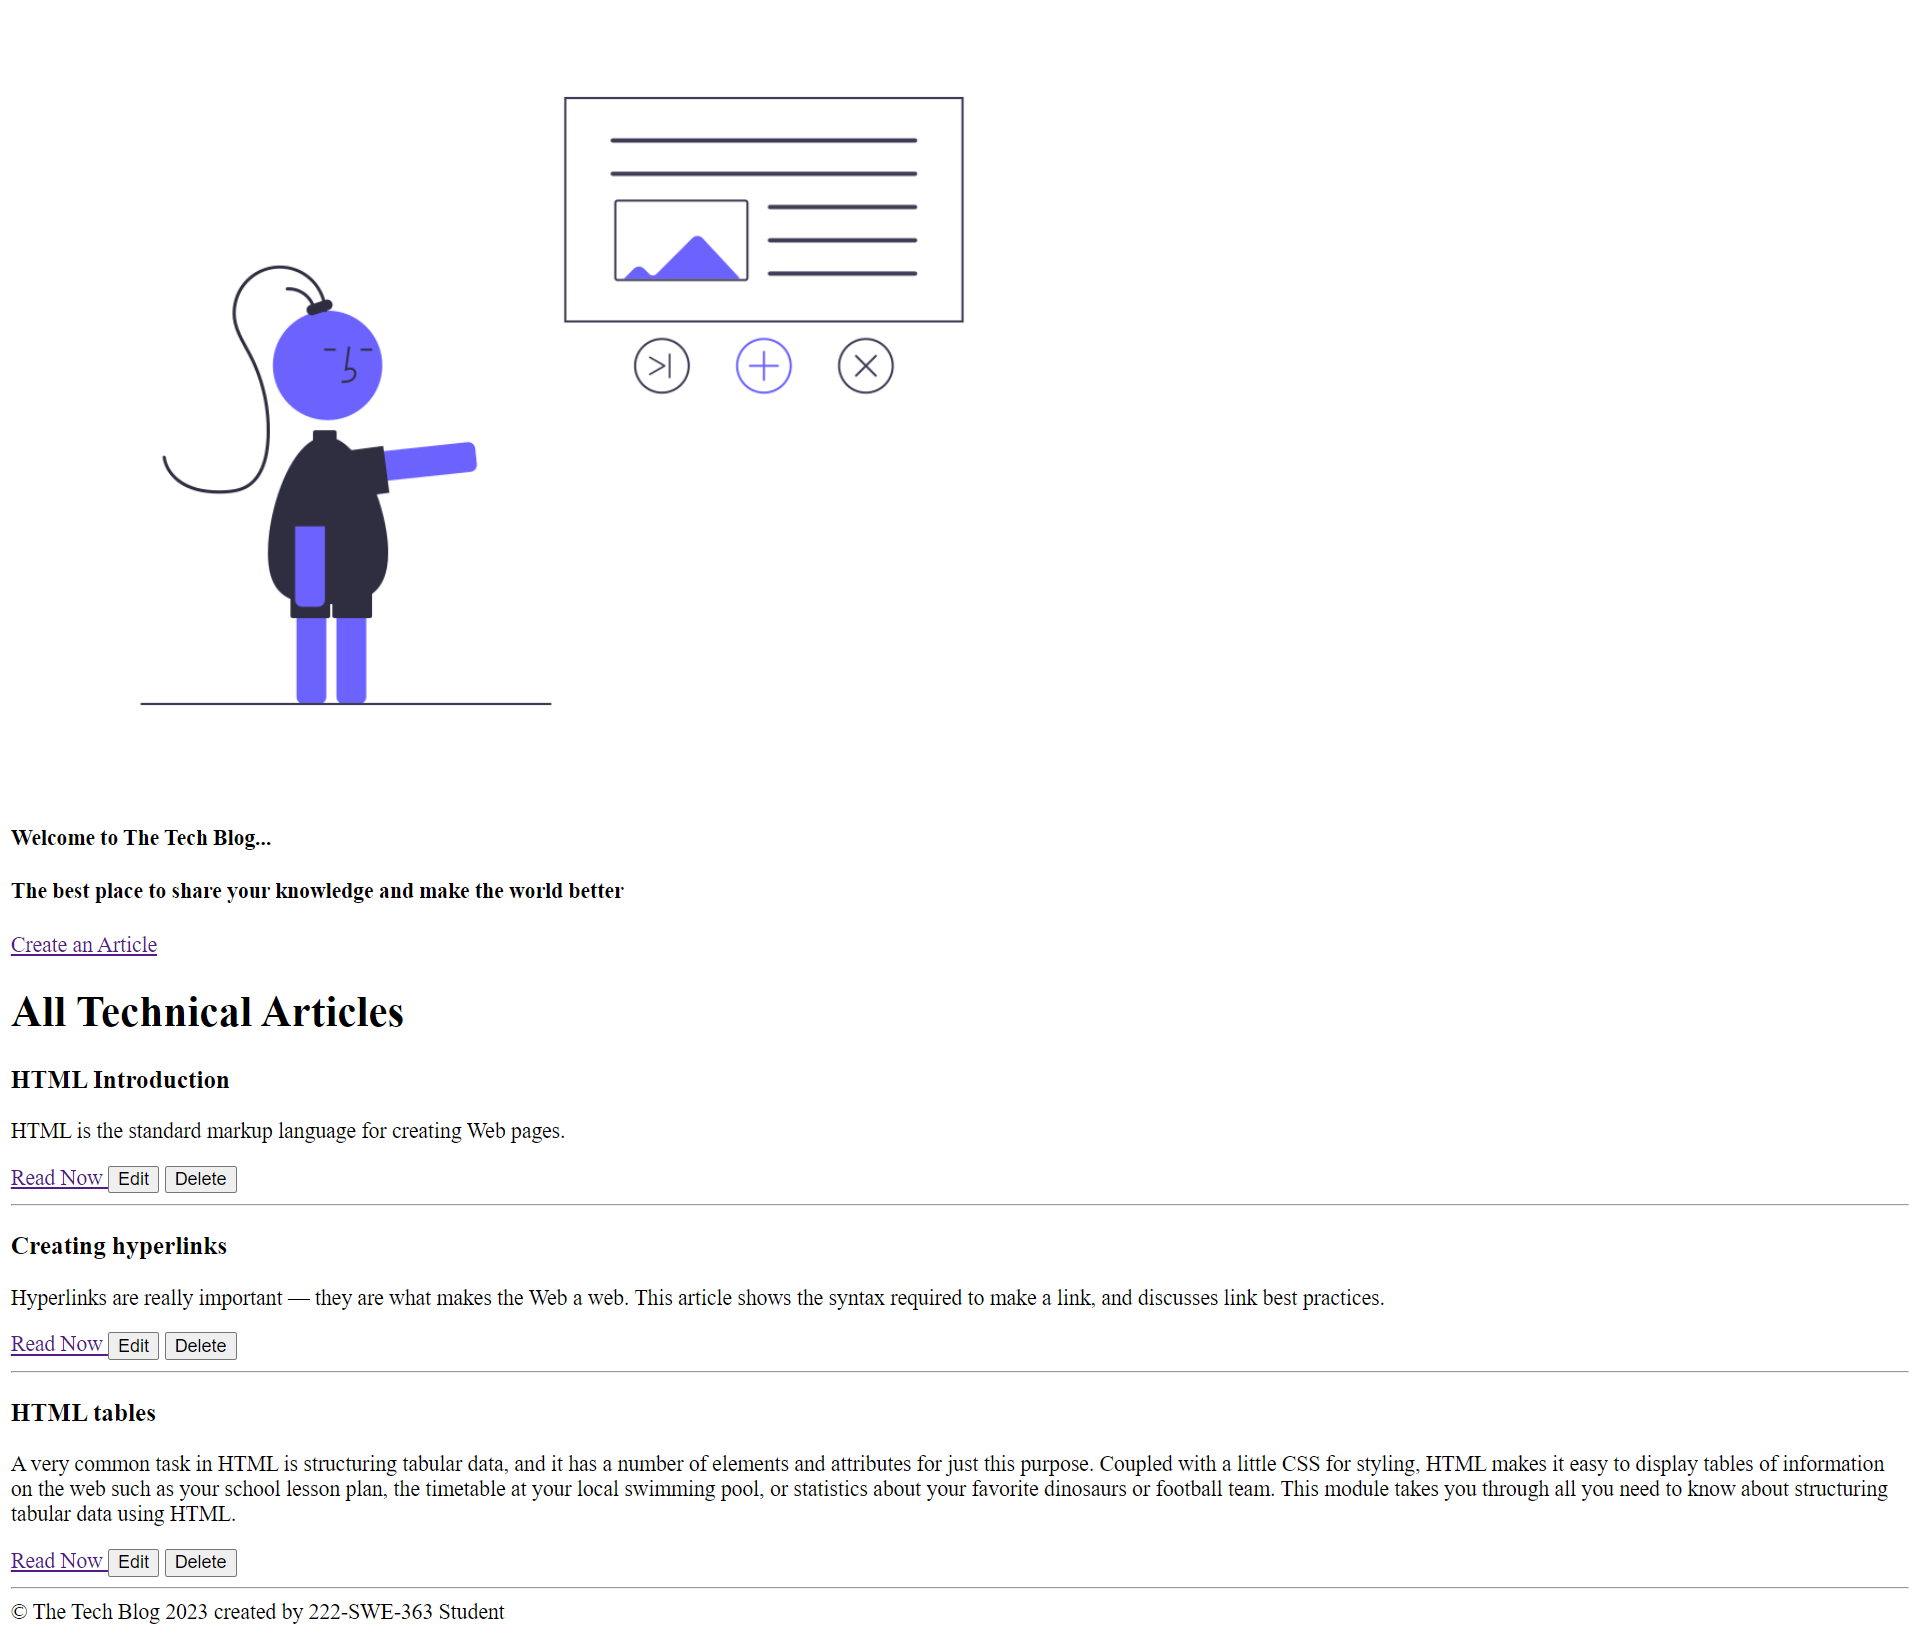 Welcome to The Tech Blog...
The best place to share your knowledge and make the world better
Create an Article
All Technical Articles
HTML Introduction
HTML is the standard markup language for creating Web pages.
Read Now Edit Delete
Creating hyperlinks
Hyperlinks are really important — they are what makes the Web a web. This article shows the syntax required to make a link, and discusses link best practices.
Read Now Edit Delete
HTML tables
A very common task in HTML is structuring tabular data, and it has a number of elements and attributes for just this purpose. Coupled with a little CSS for styling, HTML makes it easy to display tables of information
on the web such as your school lesson plan, the timetable at your local swimming pool, or statistics about your favorite dinosaurs or football team. This module takes you through all you need to know about structuring
tabular data using HTML.
Read Now Edit Delete
© The Tech Blog 2023 created by 222-SWE-363 Student